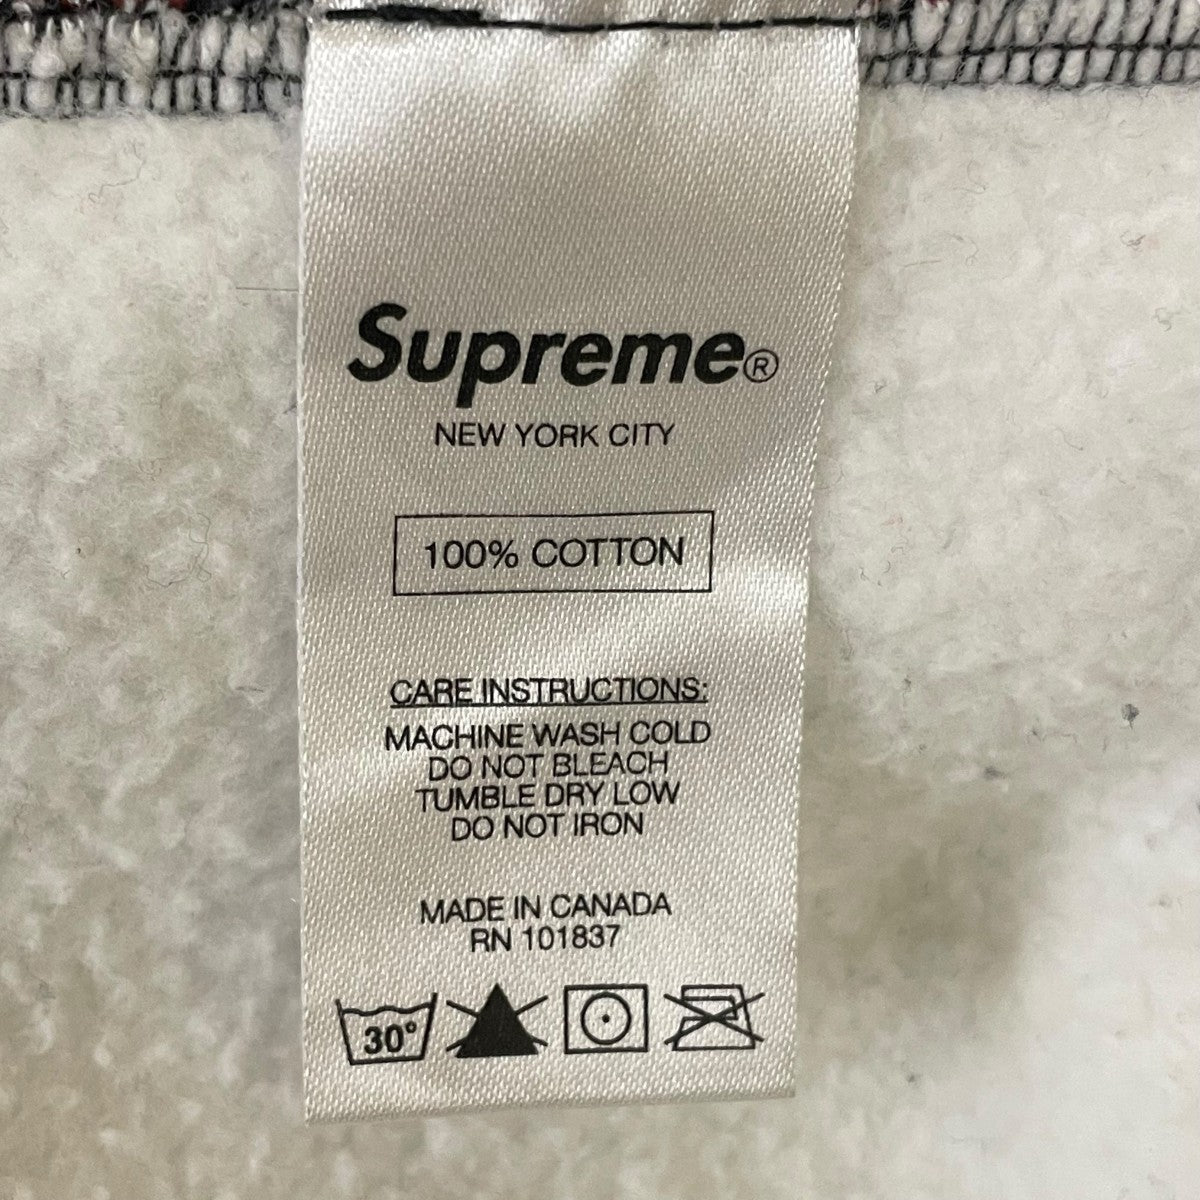 Supreme®
NEW YORK CITY
100% COTTON
CARE INSTRUCTIONS:
MACHINE WASH COLD
DO NOT BLEACH
TUMBLE DRY LOW
DO NOT IRON
MADE IN CANADA
RN 101837
30°